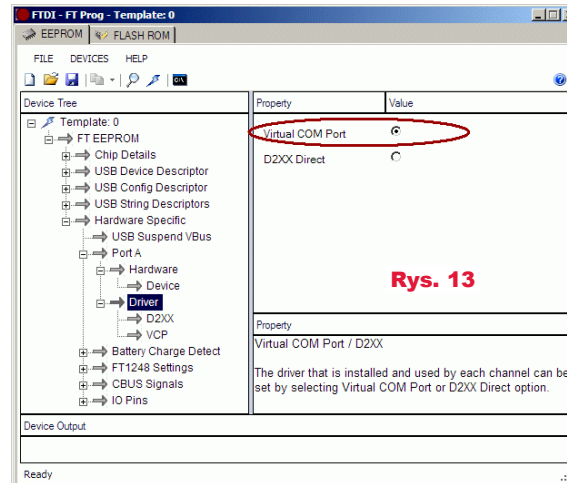 FTDI - FT Prog - Template: 0
EEPROM FLASH ROM
FILE DEVICES HELP
Device Tree
Template: 0
FT EEPROM
Chip Details
USB Device Descriptor
USB Config Descriptor
USB String Descriptors
Hardware Specific
USB Suspend VBus
Port A
Hardware
Device
Driver
D2XX
VCP
Battery Charge Detect
FT1248 Settings
CBUS Signals
IO Pins
Property Value
Virtual COM Port
D2XX Direct
Rys. 13
Property
Virtual COM Port / D2XX
The driver that is installed and used by each channel can be
set by selecting Virtual COM Port or D2XX Direct option.
Device Output
Ready